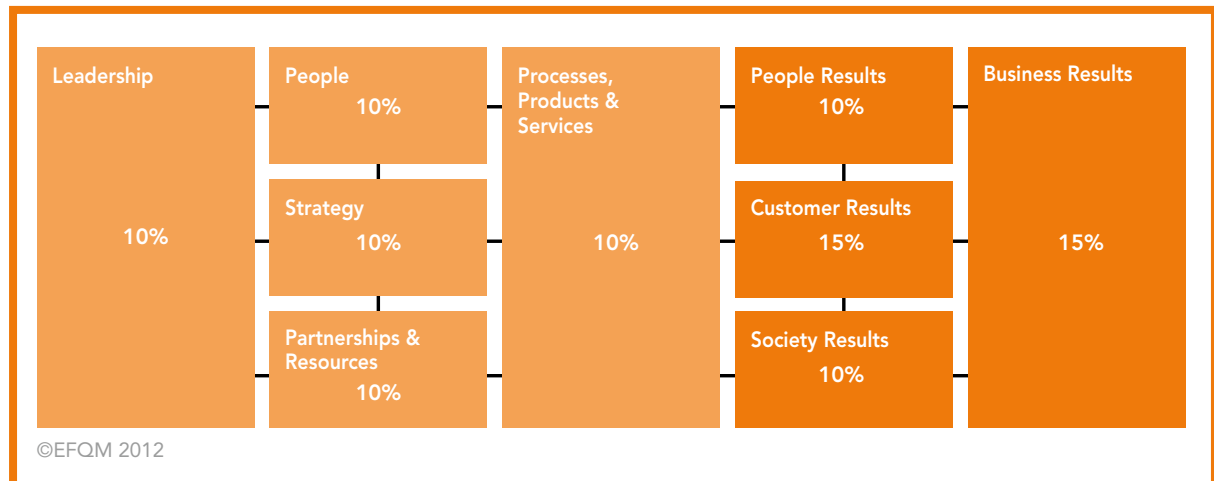 Leadership
10%
People
10%
Strategy
10%
Partnerships &
Resources
10%
Processes,
Products &
Services
10%
People Results
10%
Customer Results
15%
Society Results
10%
Business Results
15%
©EFQM 2012